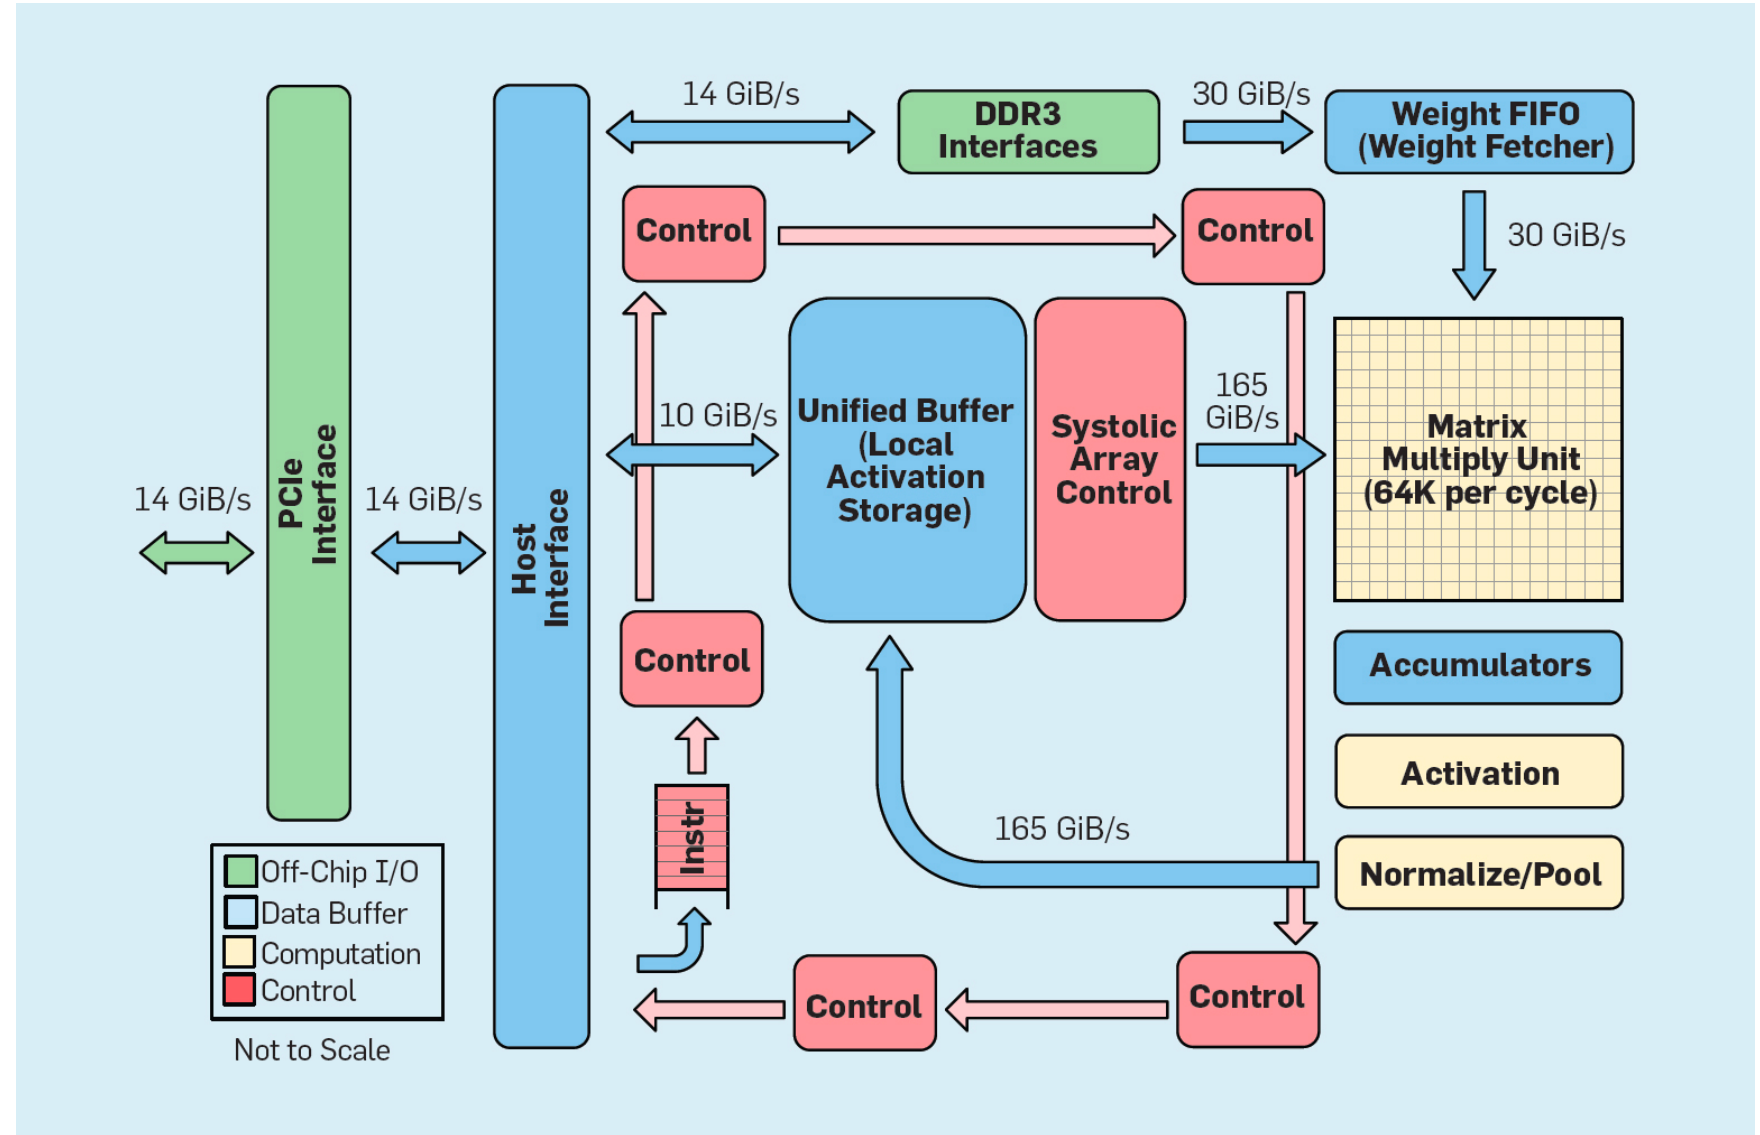 14 GiB/s
DDR3
Interfaces
30 GiB/s
Weight FIFO
(Weight Fetcher)
Control
Control
30 GiB/s
14 GiB/s
PCIe
Interface
14 GiB/s
Host
Interface
10 GiB/s
Unified Buffer
(Local
Activation
Storage)
Systolic
Array
Control
165
GiB/s
Matrix
Multiply Unit
(64K per cycle)
Control
Accumulators
Activation
Instr
165 GiB/s
Normalize/Pool
Off-Chip I/O
Data Buffer
Computation
Control
Not to Scale
Control
Control